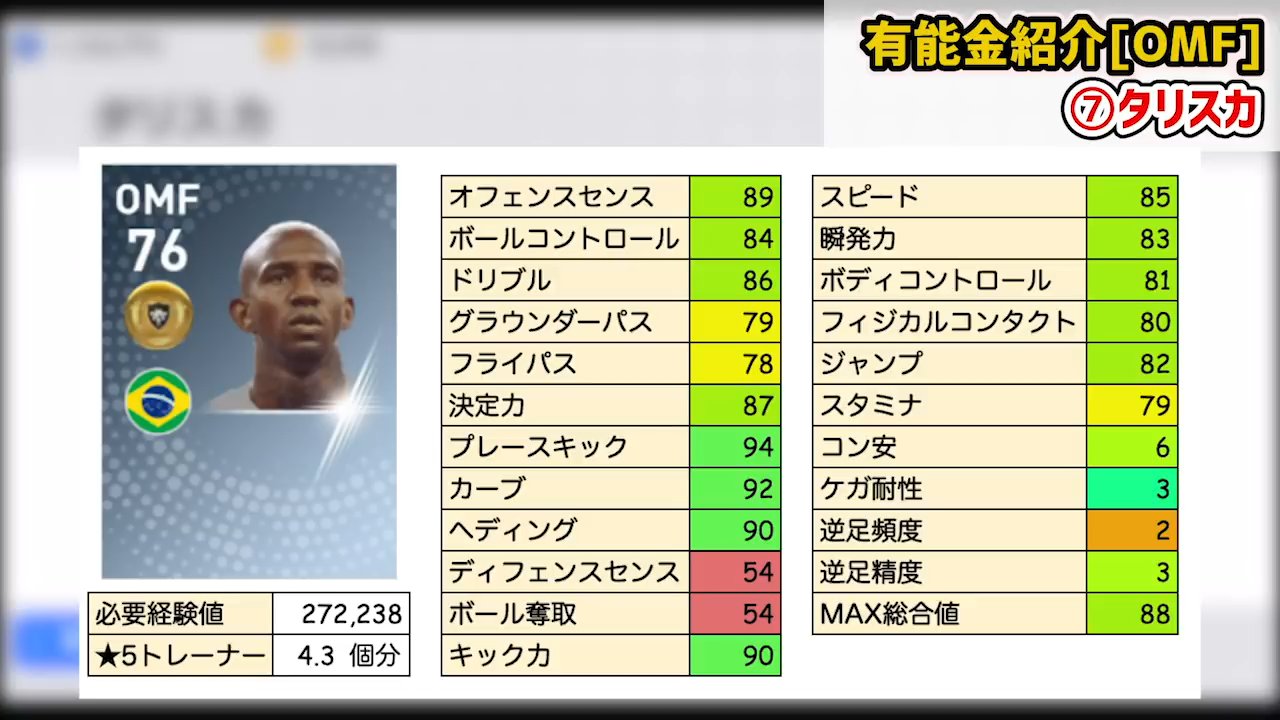 有能金紹介[OMF]
⑦タリスカ
タリスカ
OMF
76
オフェンスセンス 89
ボールコントロール 84
ドリブル 86
グラウンダーパス 79
フライパス 78
決定力 87
プレースキック 94
カーブ 92
ヘディング 90
ディフェンスセンス 54
ボール奪取 54
キック力 90
スピード 85
瞬発力 83
ボディコントロール 81
フィジカルコンタクト 80
ジャンプ 82
スタミナ 79
コン安 6
ケガ耐性 3
逆足頻度 2
逆足精度 3
MAX総合値 88
必要経験値 272,238
★5トレーナー 4.3 個分